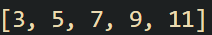 [3, 5, 7, 9, 11]